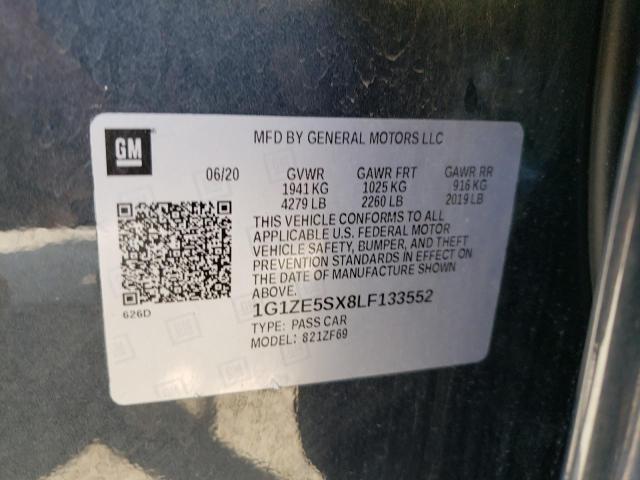 GM
MFD BY GENERAL MOTORS LLC
06/20 GVWR GAWR FRT GAWR RR
1941 KG 1025 KG 916 KG
4279 LB 2260 LB 2019 LB
THIS VEHICLE CONFORMS TO ALL
APPLICABLE U.S. FEDERAL MOTOR
VEHICLE SAFETY, BUMPER, AND THEFT
PREVENTION STANDARDS IN EFFECT ON
THE DATE OF MANUFACTURE SHOWN
ABOVE.
626D
1G1ZE5SX8LF133552
TYPE: PASS CAR
MODEL: 821ZF69